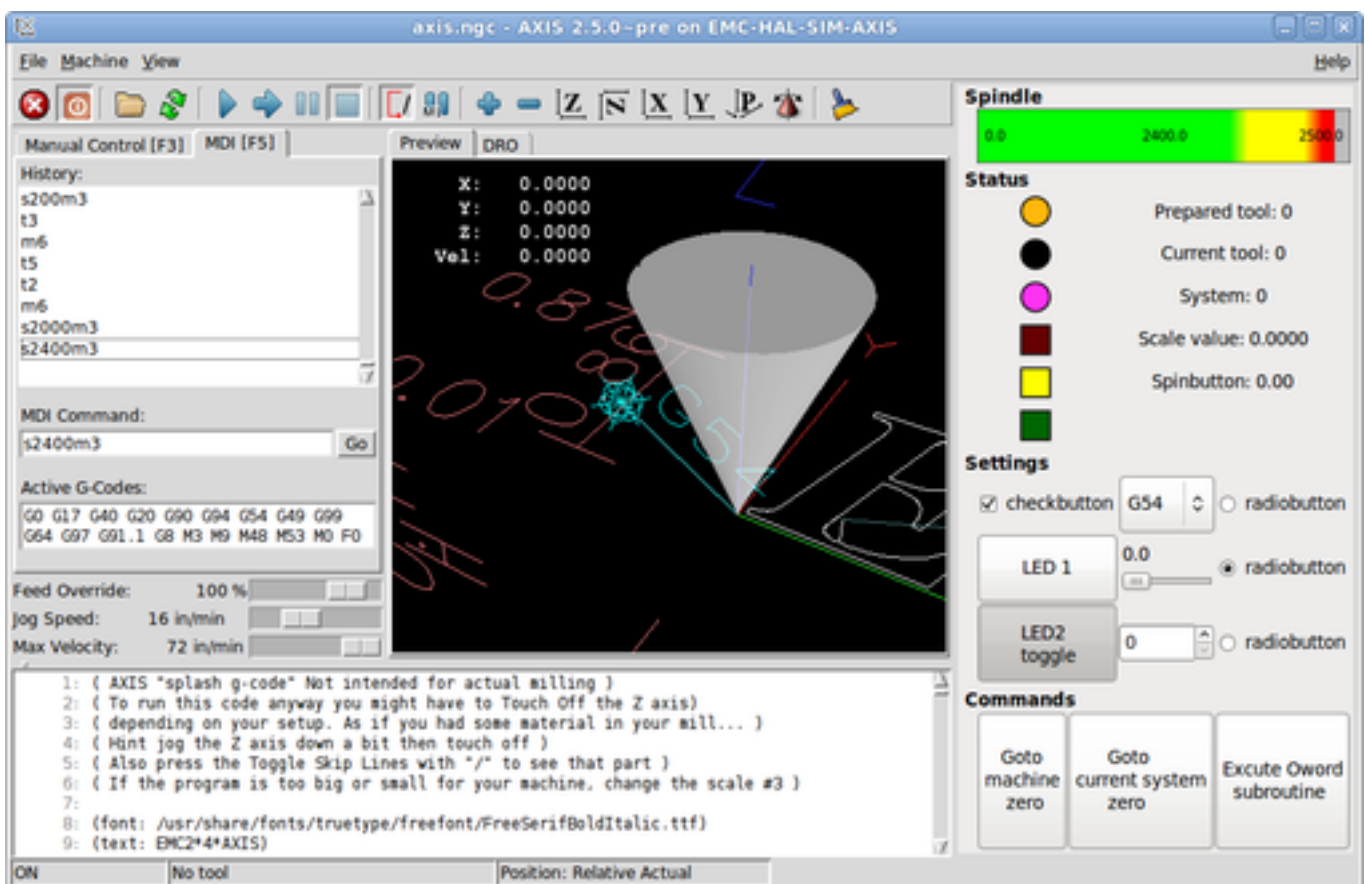 axis.ngc - AXIS 2.5.0~pre on EMC-HAL-SIM-AXIS
File Machine View Help
Z N X Y P
Manual Control [F3] MDI [F5]
History:
s200m3
t3
m6
t5
t2
m6
s2000m3
s2400m3
MDI Command:
s2400m3 Go
Active G-Codes:
G0 G17 G40 G20 G90 G94 G54 G49 G99
G64 G97 G91.1 G8 M3 M9 M48 M53 M0 F0
Feed Override: 100 %
Jog Speed: 16 in/min
Max Velocity: 72 in/min
Preview DRO
X: 0.0000
Y: 0.0000
Z: 0.0000
Vel: 0.0000
G54
Spindle
0.0 2400.0 2500.0
Status
Prepared tool: 0
Current tool: 0
System: 0
Scale value: 0.0000
Spinbutton: 0.00
Settings
checkbutton G54 radiobutton
LED 1 0.0 radiobutton
LED2
toggle 0 radiobutton
Commands
Goto
machine
zero
Goto
current system
zero
Excute Oword
subroutine
1: ( AXIS "splash g-code" Not intended for actual milling )
2: ( To run this code anyway you might have to Touch Off the Z axis)
3: ( depending on your setup. As if you had some material in your mill... )
4: ( Hint jog the Z axis down a bit then touch off )
5: ( Also press the Toggle Skip Lines with "/" to see that part )
6: ( If the program is too big or small for your machine, change the scale #3 )
7:
8: (font: /usr/share/fonts/truetype/freefont/FreeSerifBoldItalic.ttf)
9: (text: EMC2*4*AXIS)
ON No tool Position: Relative Actual